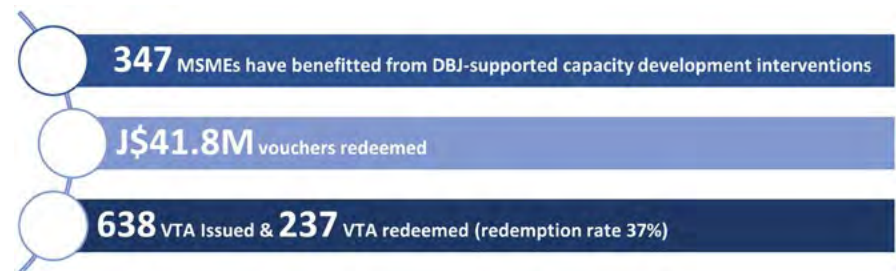 347 MSMEs have benefitted from DBJ-supported capacity development interventions
J$41.8M vouchers redeemed
638 VTA Issued & 237 VTA redeemed (redemption rate 37%)